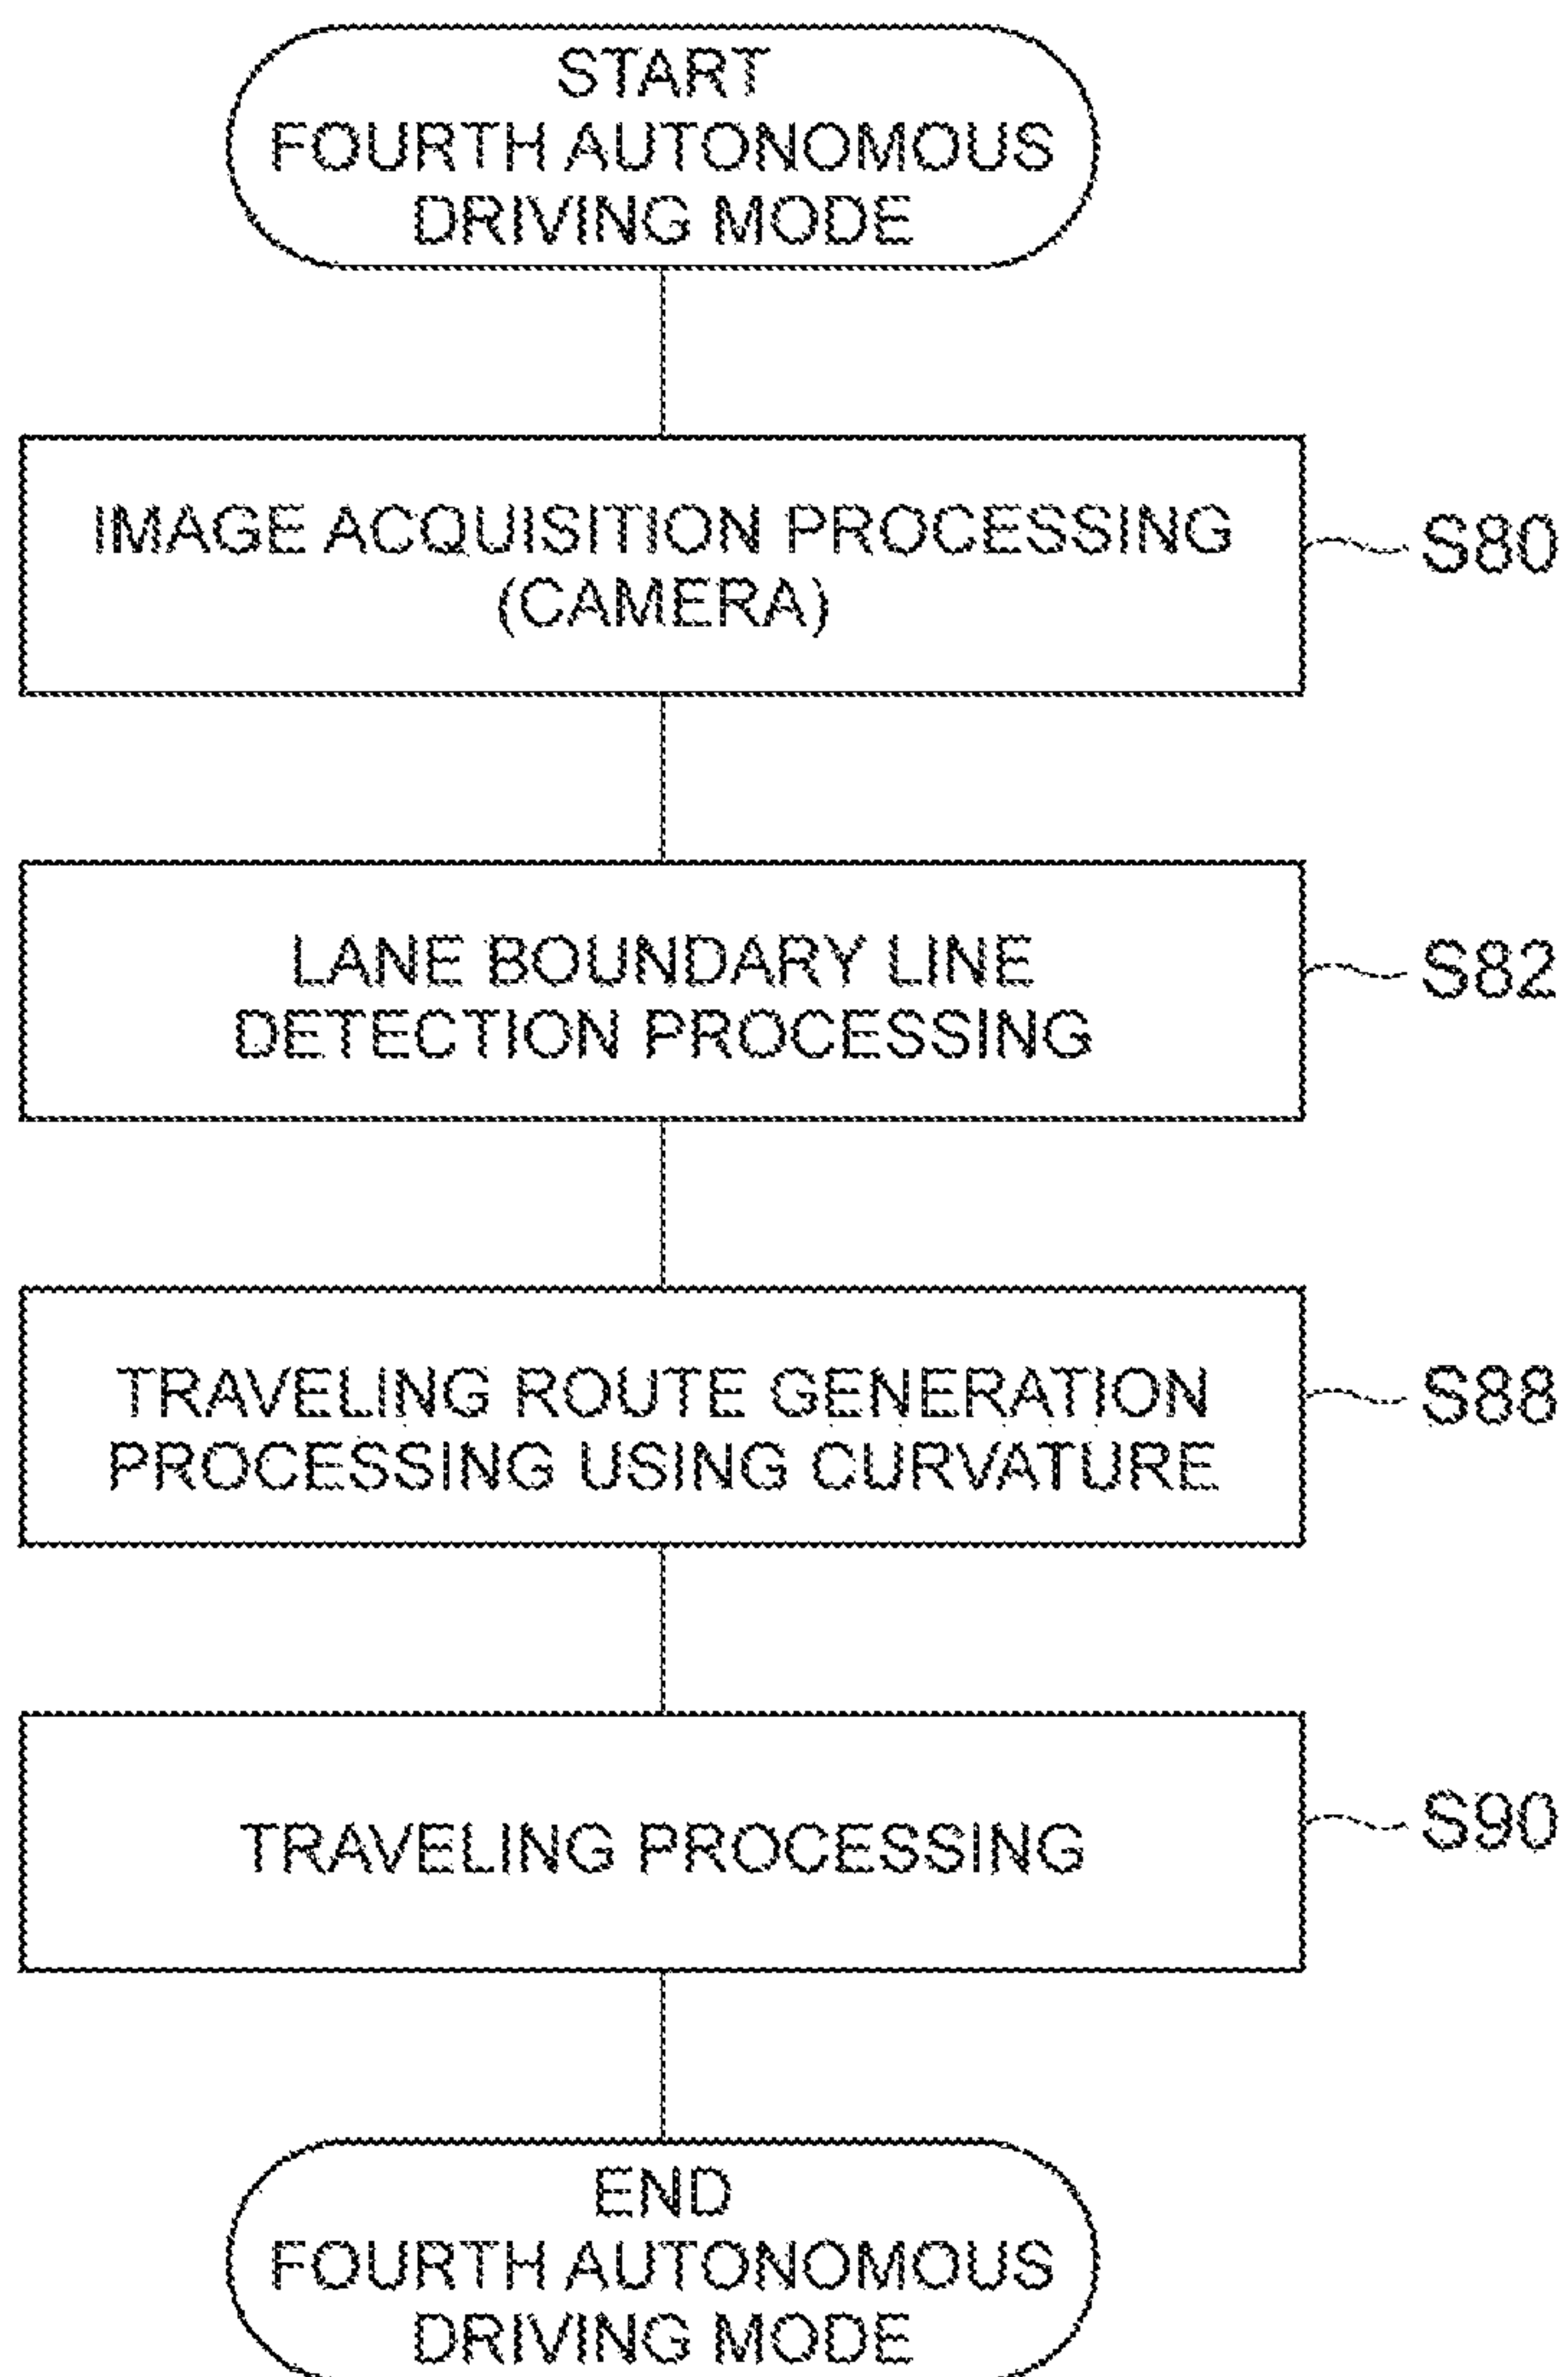 START
FOURTH AUTONOMOUS
DRIVING MODE
IMAGE ACQUISITION PROCESSING
(CAMERA)
S80
LANE BOUNDARY LINE
DETECTION PROCESSING
S82
TRAVELING ROUTE GENERATION
PROCESSING USING CURVATURE
S88
TRAVELING PROCESSING
S90
END
FOURTH AUTONOMOUS
DRIVING MODE